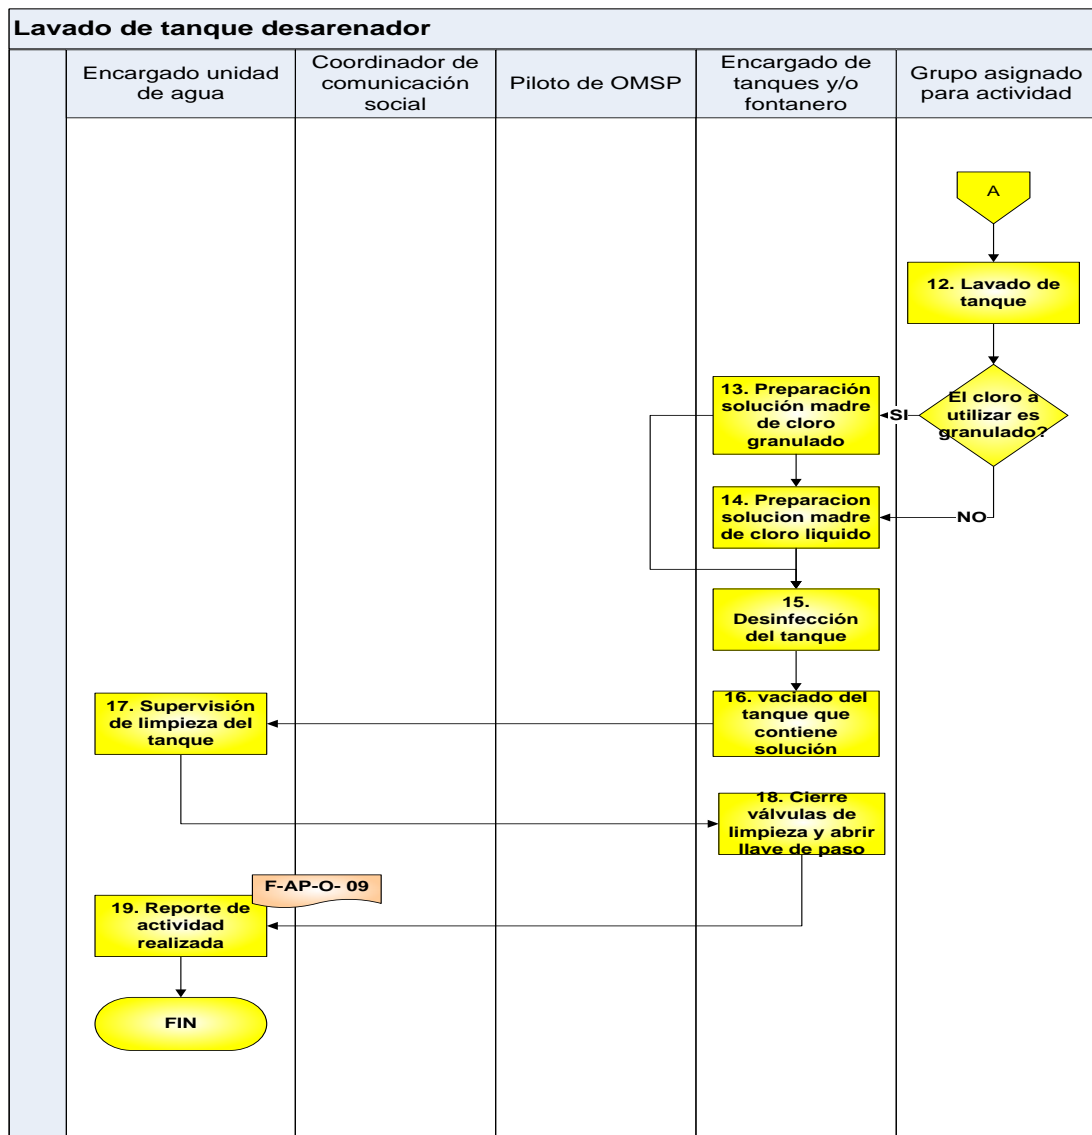 Lavado de tanque desarenador
Encargado unidad
de agua
Coordinador de
comunicación
social
Piloto de OMSP
Encargado de
tanques y/o
fontanero
Grupo asignado
para actividad
A
12. Lavado de
tanque
El cloro a
utilizar es
granulado?
SI
13. Preparación
solución madre
de cloro
granulado
NO
14. Preparacion
solucion madre
de cloro liquido
15.
Desinfección
del tanque
16. vaciado del
tanque que
contiene
solución
17. Supervisión
de limpieza del
tanque
18. Cierre
válvulas de
limpieza y abrir
llave de paso
F-AP-O- 09
19. Reporte de
actividad
realizada
FIN